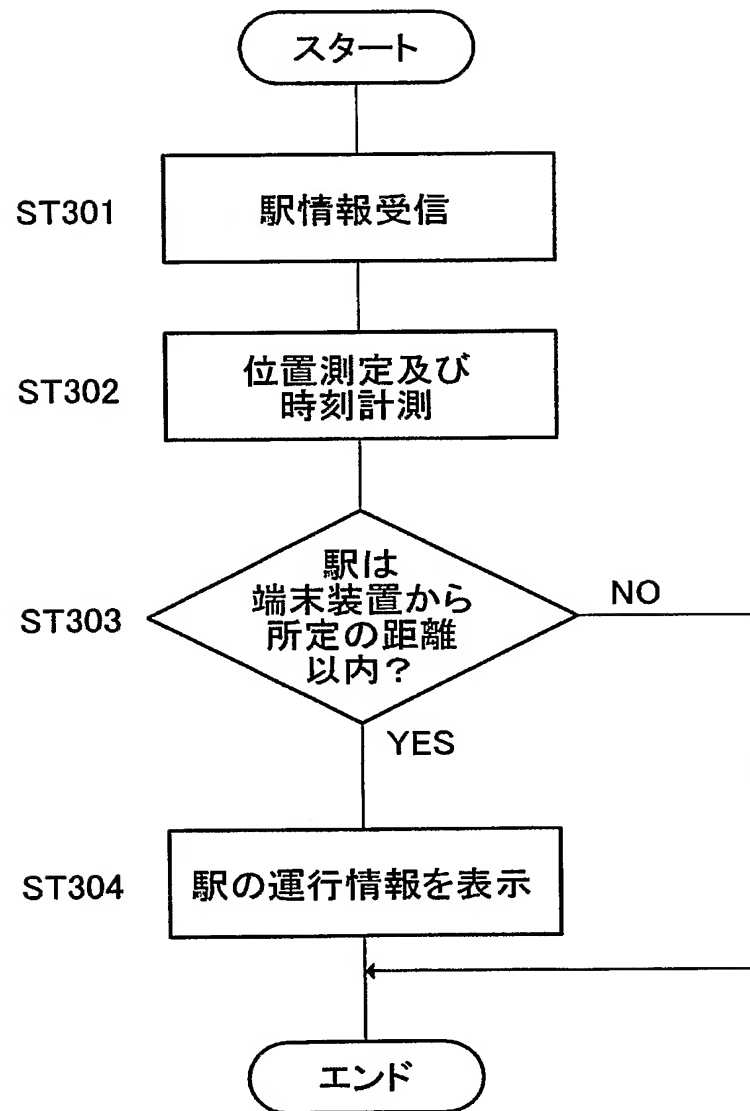 スタート
ST301
駅情報受信
ST302
位置測定及び
時刻計測
ST303
駅は
端末装置から
所定の距離
以内?
NO
YES
ST304
駅の運行情報を表示
エンド